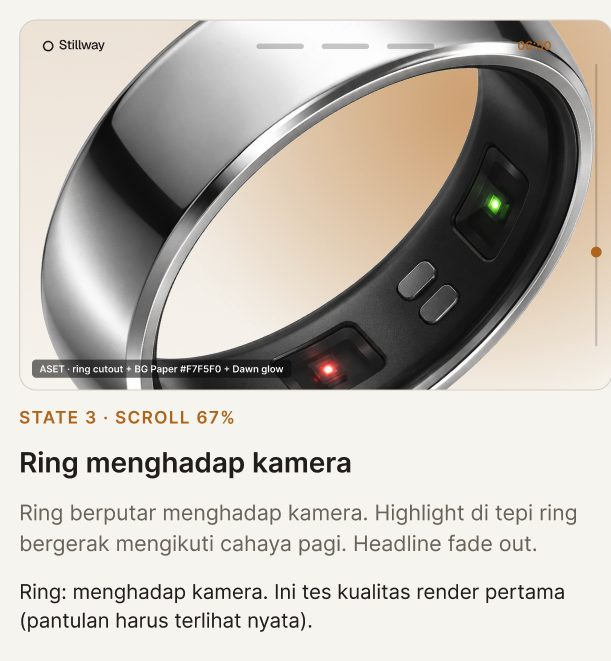 Stillway
06:40
ASET · ring cutout + BG Paper #F7F5F0 + Dawn glow
STATE 3 · SCROLL 67%
Ring menghadap kamera
Ring berputar menghadap kamera. Highlight di tepi ring
bergerak mengikuti cahaya pagi. Headline fade out.
Ring: menghadap kamera. Ini tes kualitas render pertama
(pantulan harus terlihat nyata).